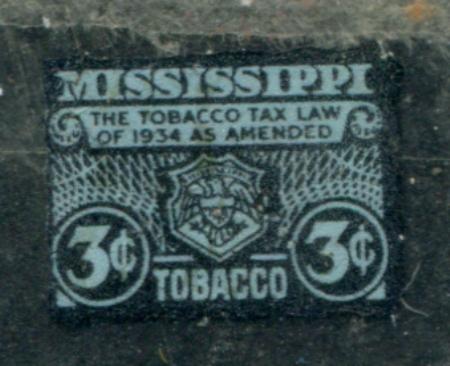 MISSISSIPPI
THE TOBACCO TAX LAW
OF 1934 AS AMENDED
3¢ 3¢
TOBACCO